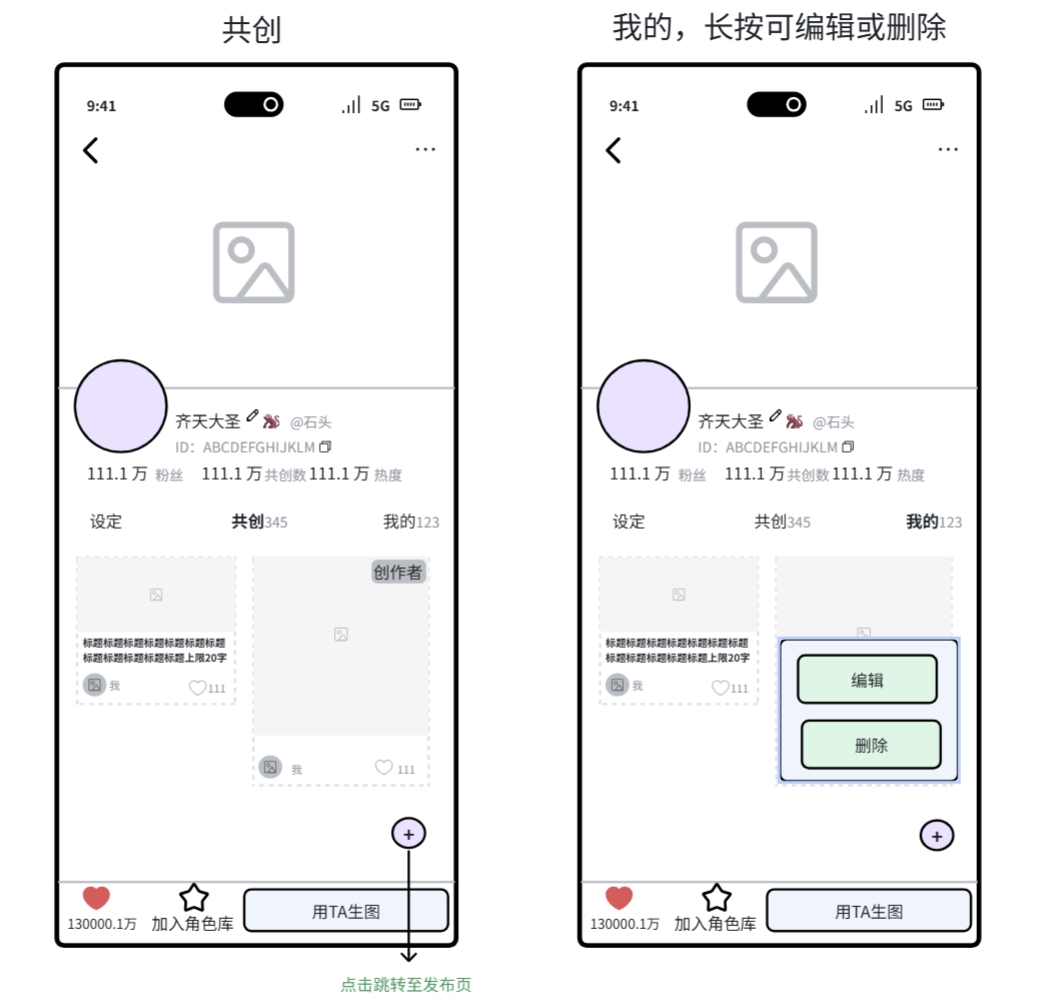 共创
我的，长按可编辑或删除
9:41
5G
齐天大圣 @石头
ID：ABCDEFGHIJKLM
111.1 万 粉丝 111.1 万 共创数 111.1 万 热度
设定 共创345 我的123
创作者
标题标题标题标题标题标题标题
标题标题标题标题标题上限20字
我 111
我 111
+
130000.1万 加入角色库 用TA生图
点击跳转至发布页
9:41
5G
齐天大圣 @石头
ID：ABCDEFGHIJKLM
111.1 万 粉丝 111.1 万 共创数 111.1 万 热度
设定 共创345 我的123
标题标题标题标题标题标题标题
标题标题标题标题标题上限20字
我 111
编辑
删除
+
130000.1万 加入角色库 用TA生图